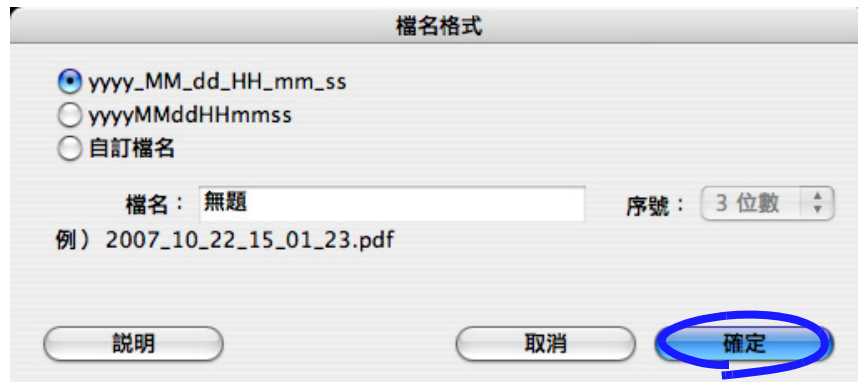 檔名格式
yyyy_MM_dd_HH_mm_ss
yyyyMMddHHmmss
自訂檔名
檔名： 無題 序號： 3 位數
例） 2007_10_22_15_01_23.pdf
説明 取消 確定